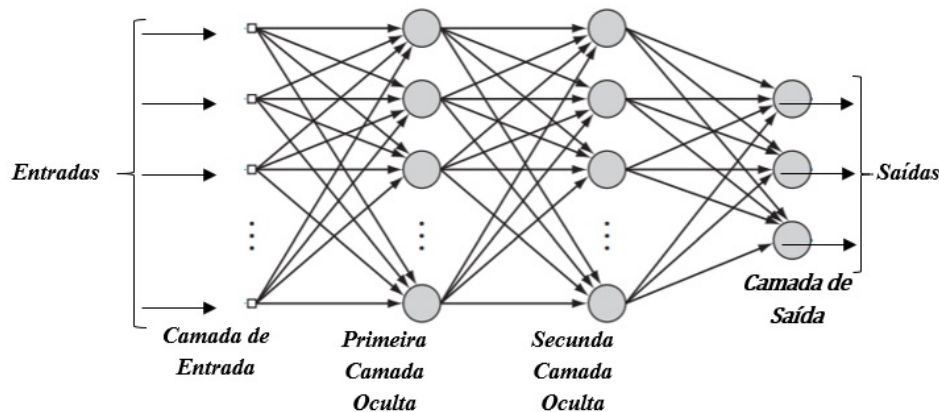 Entradas
Saídas
Camada de
Entrada
Primeira
Camada
Oculta
Secunda
Camada
Oculta
Camada de
Saída